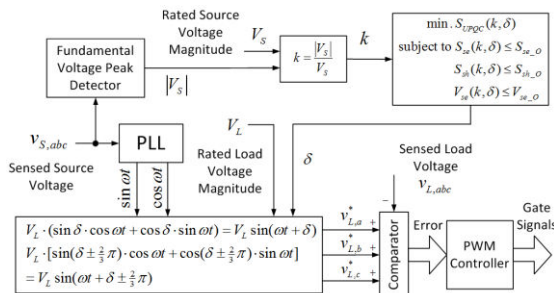 Rated Source
Voltage
Magnitude
V_S
Fundamental
Voltage Peak
Detector
|V_S|
k = |V_S| / V_S
k
min. S_UPQC (k,δ)
subject to S_se (k,δ) ≤ S_se_O
S_sh (k,δ) ≤ S_sh_O
V_se (k,δ) ≤ V_se_O
v_S,abc
Sensed Source
Voltage
PLL
sin ωt
cos ωt
V_L
Rated Load
Voltage
Magnitude
δ
Sensed Load
Voltage
v_L,abc
V_L · (sin δ · cos ωt + cos δ · sin ωt) = V_L sin(ωt + δ)
V_L · [sin(δ ± 2/3 π) · cos ωt + cos(δ ± 2/3 π) · sin ωt]
= V_L sin(ωt + δ ± 2/3 π)
v*_L,a +
v*_L,b +
v*_L,c +
−
Comparator
Error
PWM
Controller
Gate
Signals